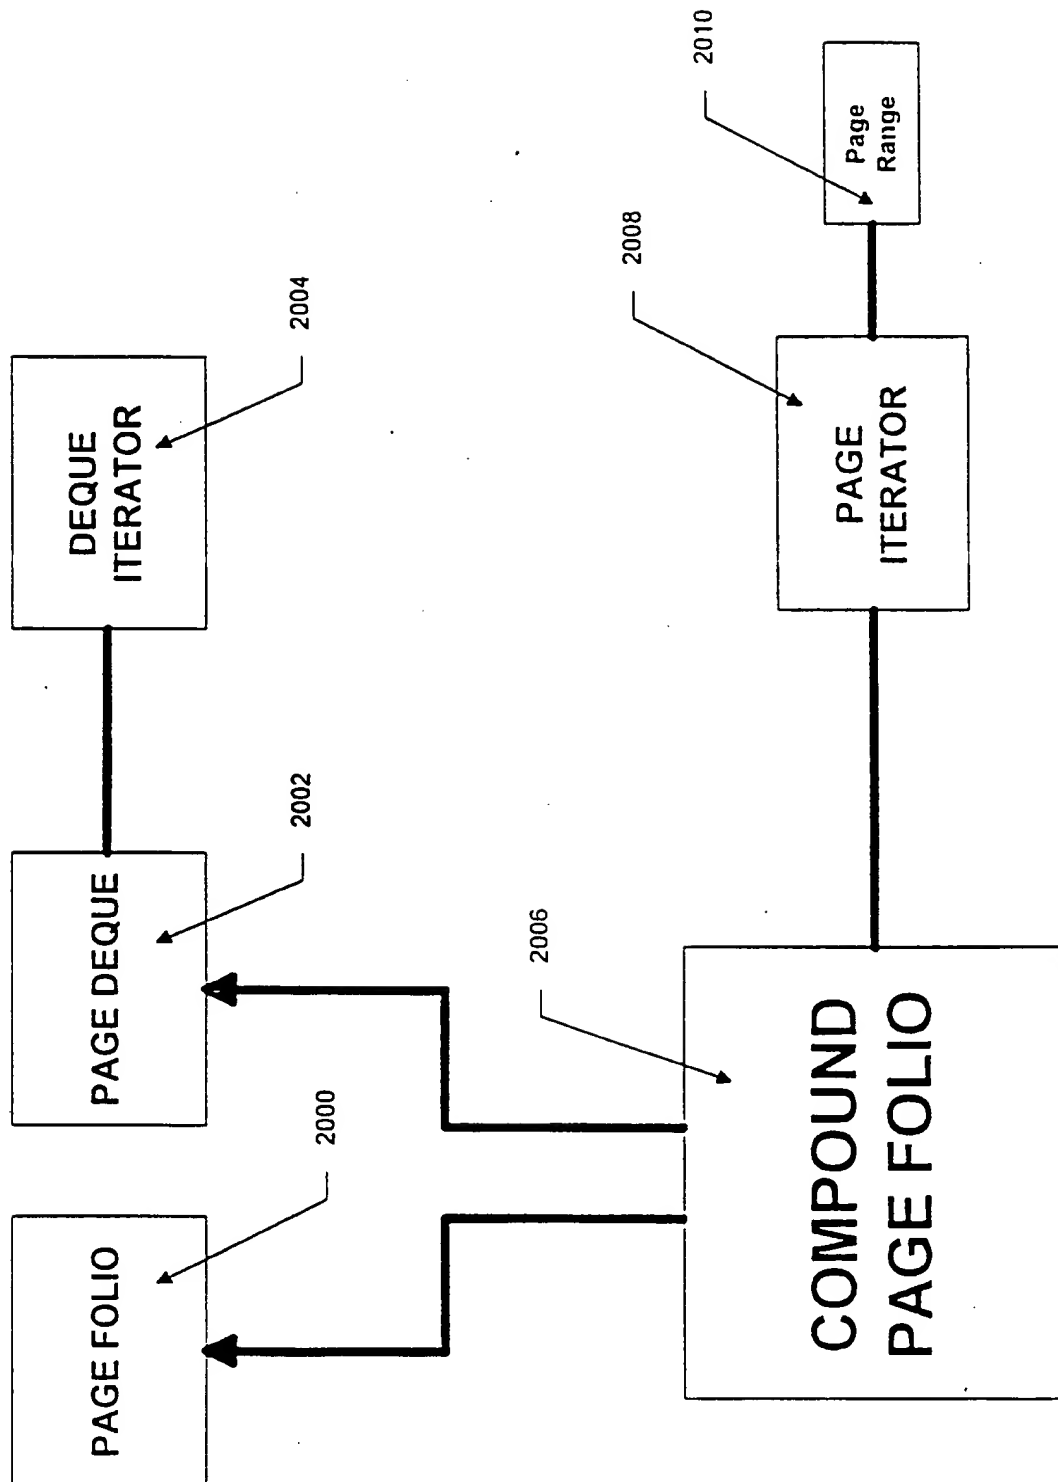 PAGE FOLIO
2000
PAGE DEQUE
2002
DEQUE
ITERATOR
2004
COMPOUND
PAGE FOLIO
2006
PAGE
ITERATOR
2008
Page
Range
2010